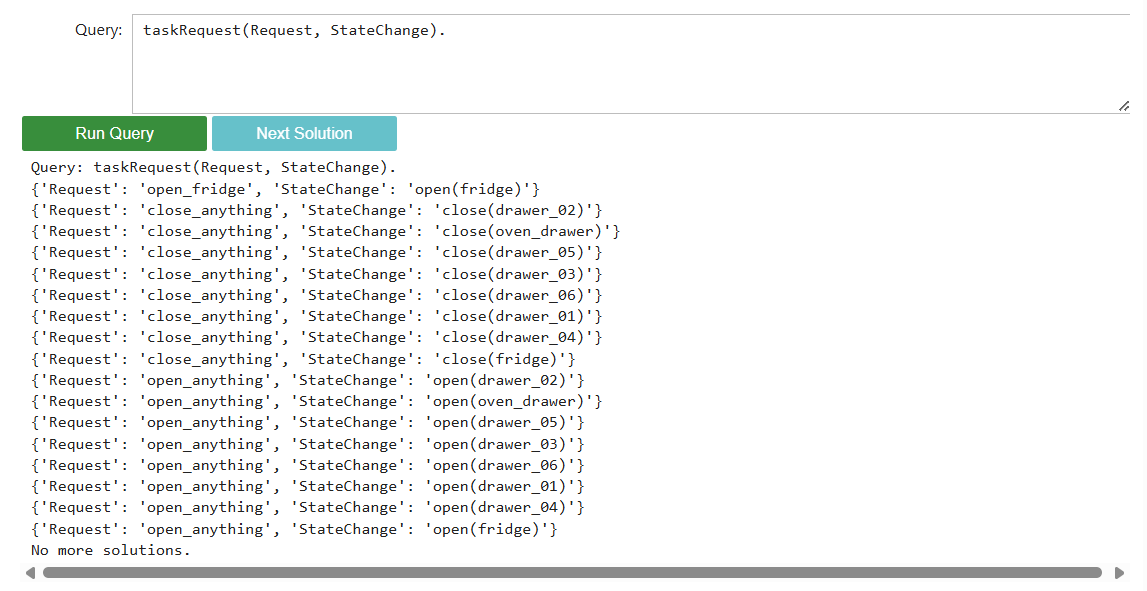 Query: taskRequest(Request, StateChange).
Run Query Next Solution
Query: taskRequest(Request, StateChange).
{'Request': 'open_fridge', 'StateChange': 'open(fridge)'}
{'Request': 'close_anything', 'StateChange': 'close(drawer_02)'}
{'Request': 'close_anything', 'StateChange': 'close(oven_drawer)'}
{'Request': 'close_anything', 'StateChange': 'close(drawer_05)'}
{'Request': 'close_anything', 'StateChange': 'close(drawer_03)'}
{'Request': 'close_anything', 'StateChange': 'close(drawer_06)'}
{'Request': 'close_anything', 'StateChange': 'close(drawer_01)'}
{'Request': 'close_anything', 'StateChange': 'close(drawer_04)'}
{'Request': 'close_anything', 'StateChange': 'close(fridge)'}
{'Request': 'open_anything', 'StateChange': 'open(drawer_02)'}
{'Request': 'open_anything', 'StateChange': 'open(oven_drawer)'}
{'Request': 'open_anything', 'StateChange': 'open(drawer_05)'}
{'Request': 'open_anything', 'StateChange': 'open(drawer_03)'}
{'Request': 'open_anything', 'StateChange': 'open(drawer_06)'}
{'Request': 'open_anything', 'StateChange': 'open(drawer_01)'}
{'Request': 'open_anything', 'StateChange': 'open(drawer_04)'}
{'Request': 'open_anything', 'StateChange': 'open(fridge)'}
No more solutions.